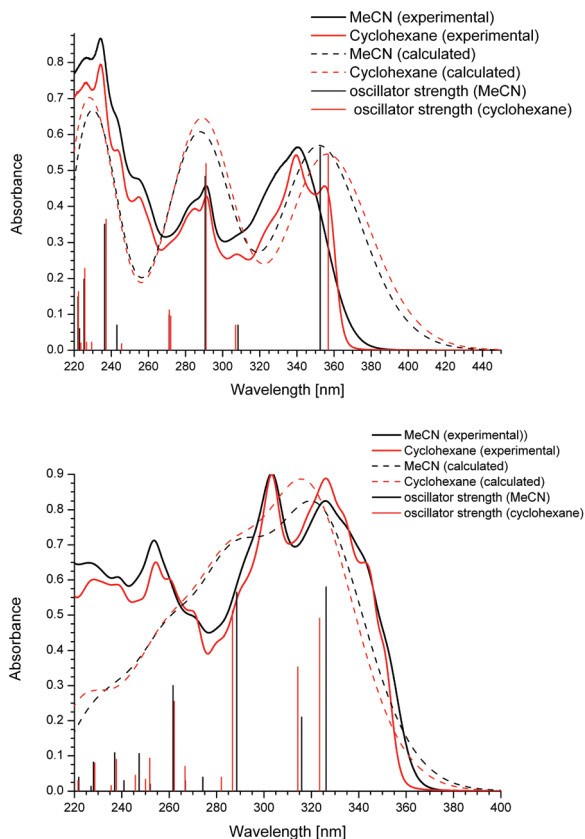 MeCN (experimental)
Cyclohexane (experimental)
MeCN (calculated)
Cyclohexane (calculated)
oscillator strength (MeCN)
oscillator strength (cyclohexane)
0.8
0.7
0.6
0.5
0.4
0.3
0.2
0.1
0.0
Absorbance
220 240 260 280 300 320 340 360 380 400 420 440
Wavelength [nm]
MeCN (experimental))
Cyclohexane (experimental)
MeCN (calculated)
Cyclohexane (calculated)
oscillator strength (MeCN)
oscillator strength (cyclohexane)
0.9
0.8
0.7
0.6
0.5
0.4
0.3
0.2
0.1
0.0
Absorbance
220 240 260 280 300 320 340 360 380 400
Wavelength [nm]